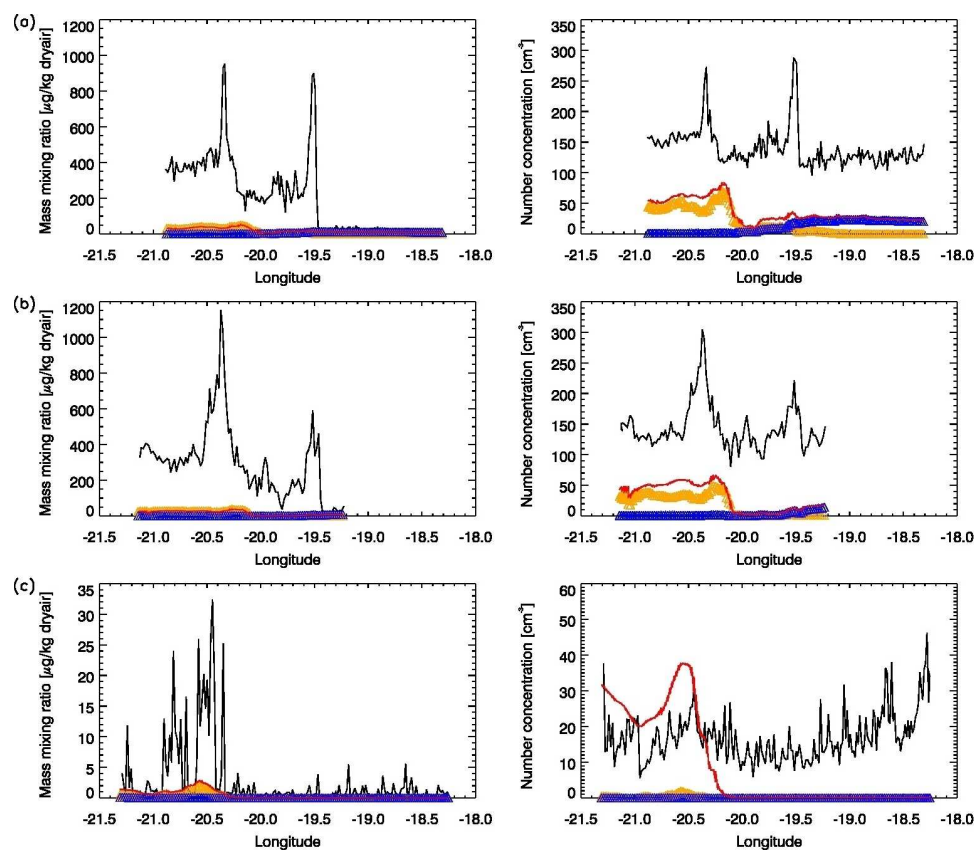 (a)
Mass mixing ratio [μg/kg dryair]
1200
1000
800
600
400
200
0
-21.5 -21.0 -20.5 -20.0 -19.5 -19.0 -18.5 -18.0
Longitude
Number concentration [cm⁻³]
350
300
250
200
150
100
50
0
-21.5 -21.0 -20.5 -20.0 -19.5 -19.0 -18.5 -18.0
Longitude
(b)
Mass mixing ratio [μg/kg dryair]
1200
1000
800
600
400
200
0
-21.5 -21.0 -20.5 -20.0 -19.5 -19.0 -18.5 -18.0
Longitude
Number concentration [cm⁻³]
350
300
250
200
150
100
50
0
-21.5 -21.0 -20.5 -20.0 -19.5 -19.0 -18.5 -18.0
Longitude
(c)
Mass mixing ratio [μg/kg dryair]
35
30
25
20
15
10
5
0
-21.5 -21.0 -20.5 -20.0 -19.5 -19.0 -18.5 -18.0
Longitude
Number concentration [cm⁻³]
60
50
40
30
20
10
0
-21.5 -21.0 -20.5 -20.0 -19.5 -19.0 -18.5 -18.0
Longitude